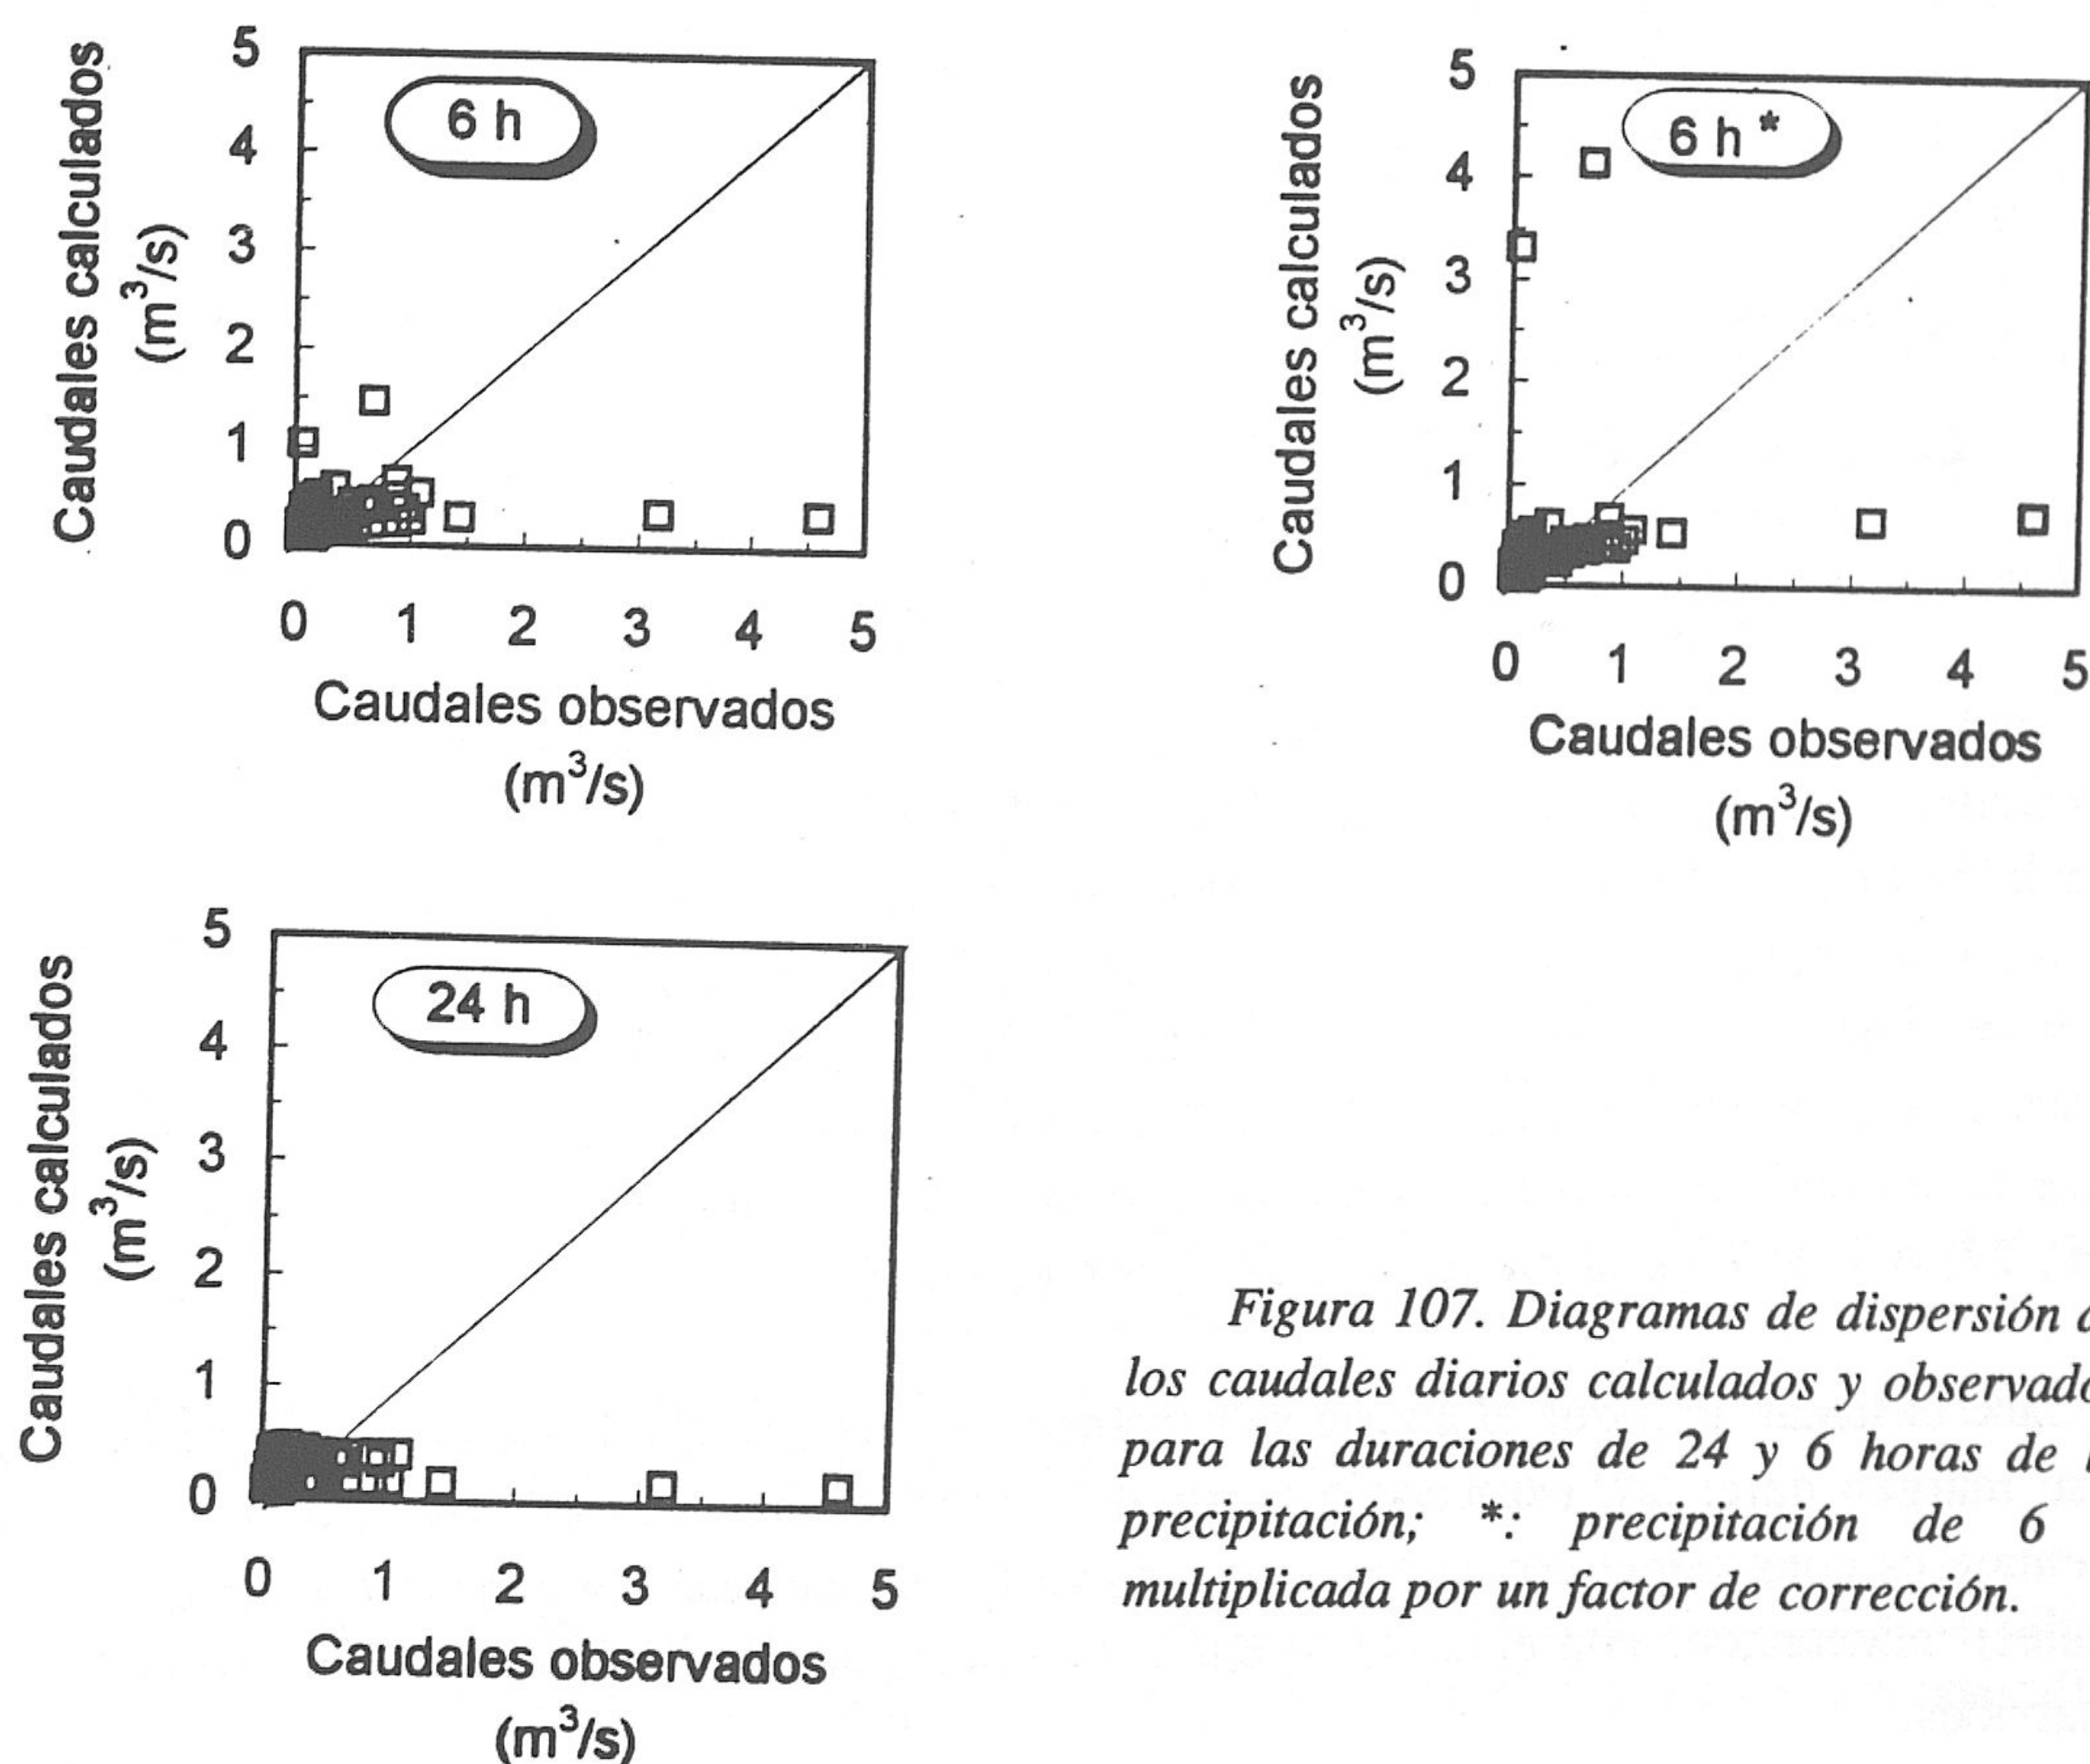 5
6 h
4
3
2
1
0
Caudales calculados
(m³/s)
0 1 2 3 4 5
Caudales observados
(m³/s)
5
6 h *
4
3
2
1
0
Caudales calculados
(m³/s)
0 1 2 3 4 5
Caudales observados
(m³/s)
5
24 h
4
3
2
1
0
Caudales calculados
(m³/s)
0 1 2 3 4 5
Caudales observados
(m³/s)
Figura 107. Diagramas de dispersión
los caudales diarios calculados y
para las duraciones de 24 y 6 horas de
precipitación; *: precipitación de 6
multiplicada por un factor de corrección.